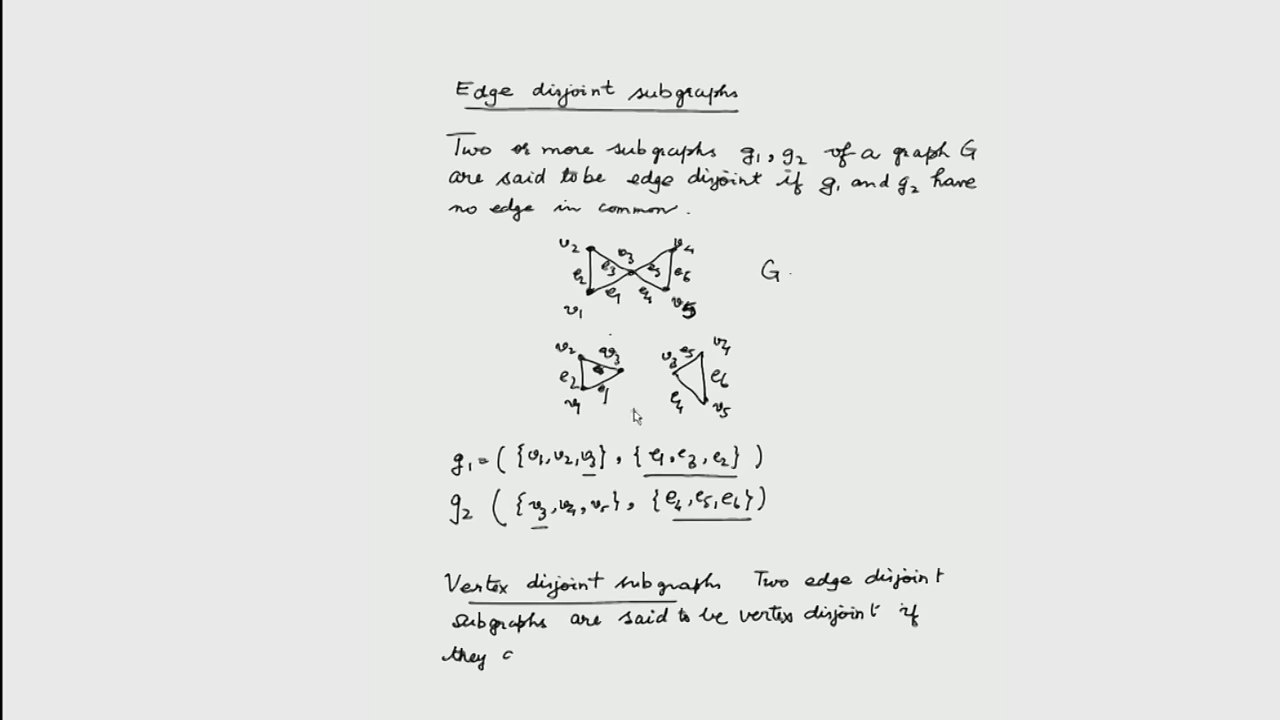 Edge disjoint subgraphs
Two or more subgraphs g1, g2 of a graph G
are said to be edge disjoint if g1 and g2 have
no edge in common.
v2 v3 v4
e2 e3 e5 e6 G.
e1 e4
v1 v5
v2 v3 v3 e5 v4
e2 e6
v1 e1 e4 v5
g1 = ( {v1, v2, v3}, {e1, e3, e2} )
g2 ( {v3, v4, v5}, {e4, e5, e6} )
Vertex disjoint subgraphs Two edge disjoint
subgraphs are said to be vertex disjoint if
they c